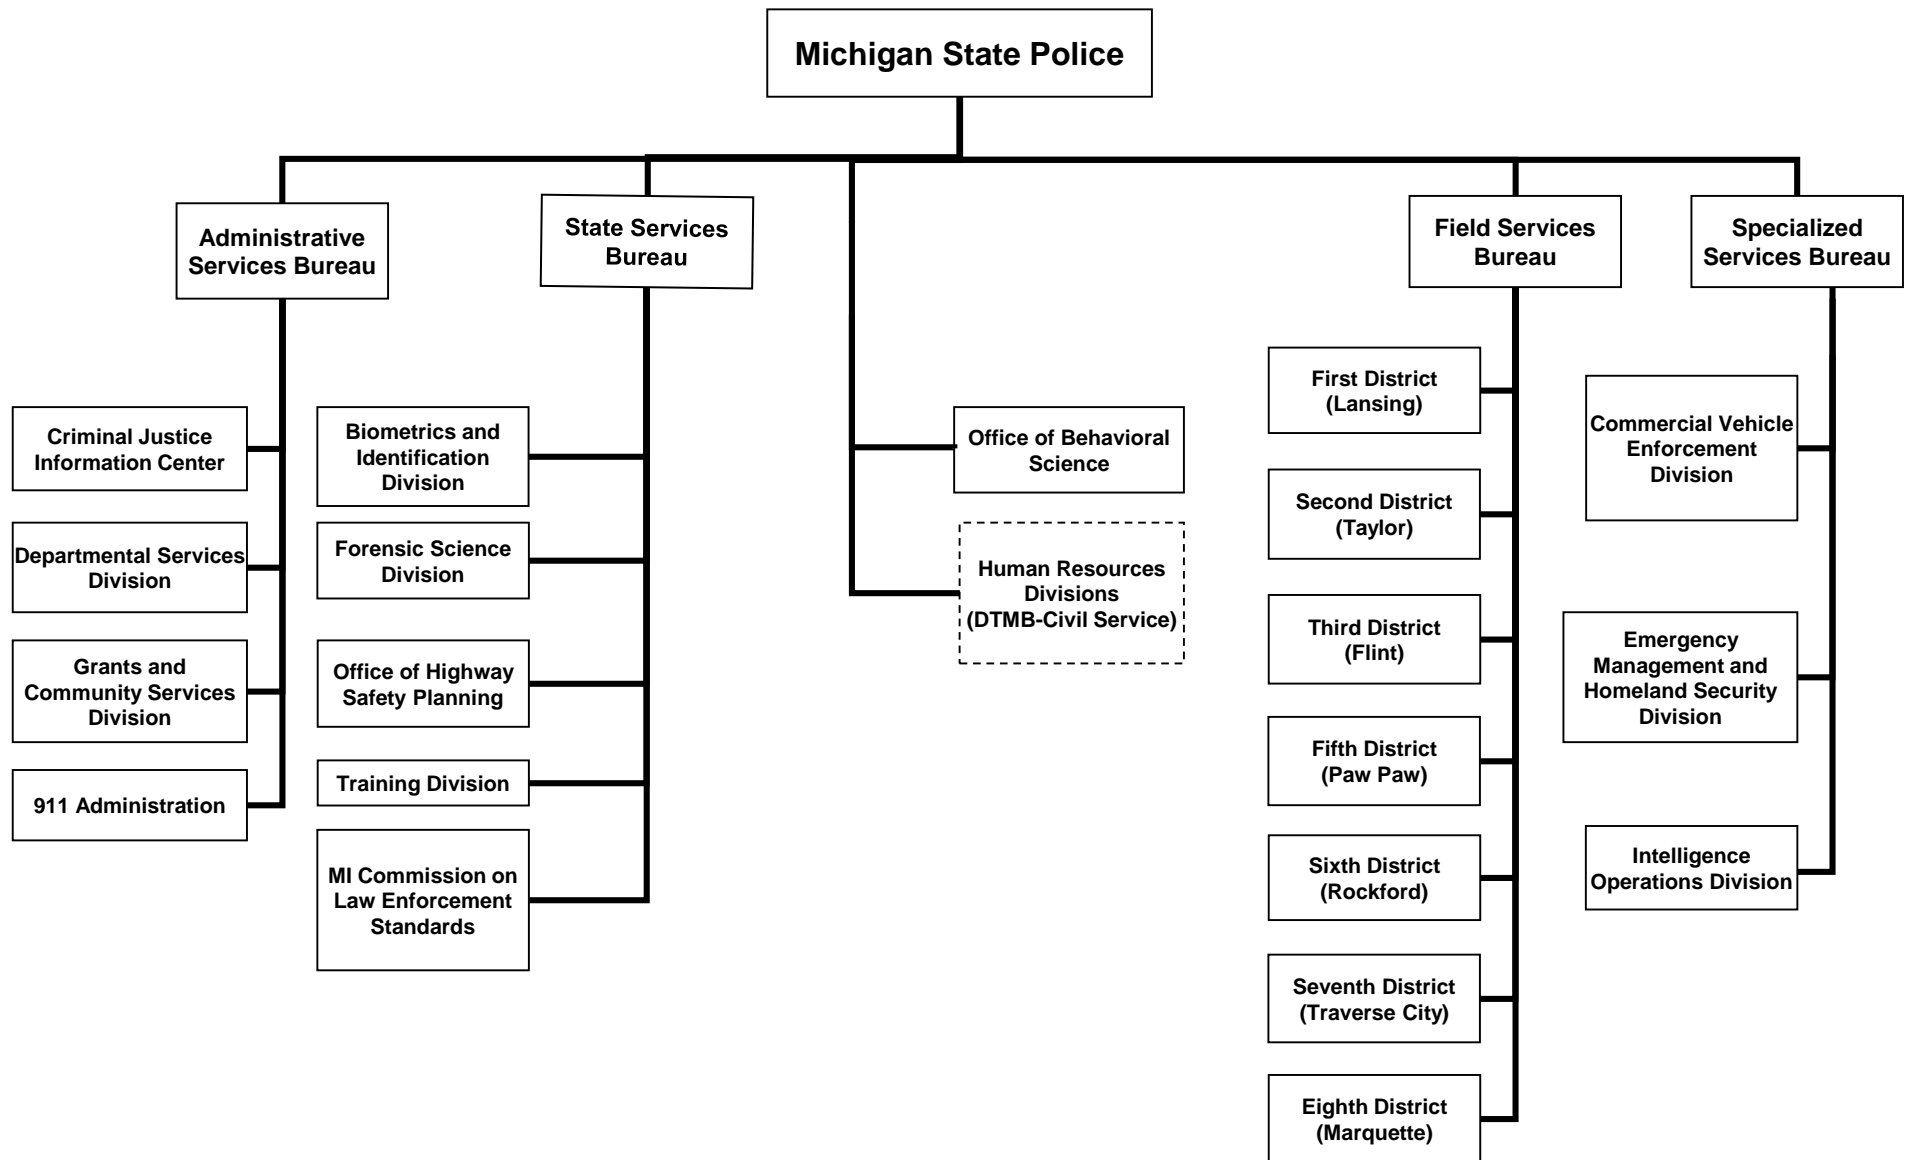 Michigan State Police
Administrative
Services Bureau
State Services
Bureau
Field Services
Bureau
Specialized
Services Bureau
Criminal Justice
Information Center
Departmental Services
Division
Grants and
Community Services
Division
911 Administration
Biometrics and
Identification
Division
Forensic Science
Division
Office of Highway
Safety Planning
Training Division
MI Commission on
Law Enforcement
Standards
Office of Behavioral
Science
Human Resources
Divisions
(DTMB-Civil Service)
First District
(Lansing)
Second District
(Taylor)
Third District
(Flint)
Fifth District
(Paw Paw)
Sixth District
(Rockford)
Seventh District
(Traverse City)
Eighth District
(Marquette)
Commercial Vehicle
Enforcement
Division
Emergency
Management and
Homeland Security
Division
Intelligence
Operations Division